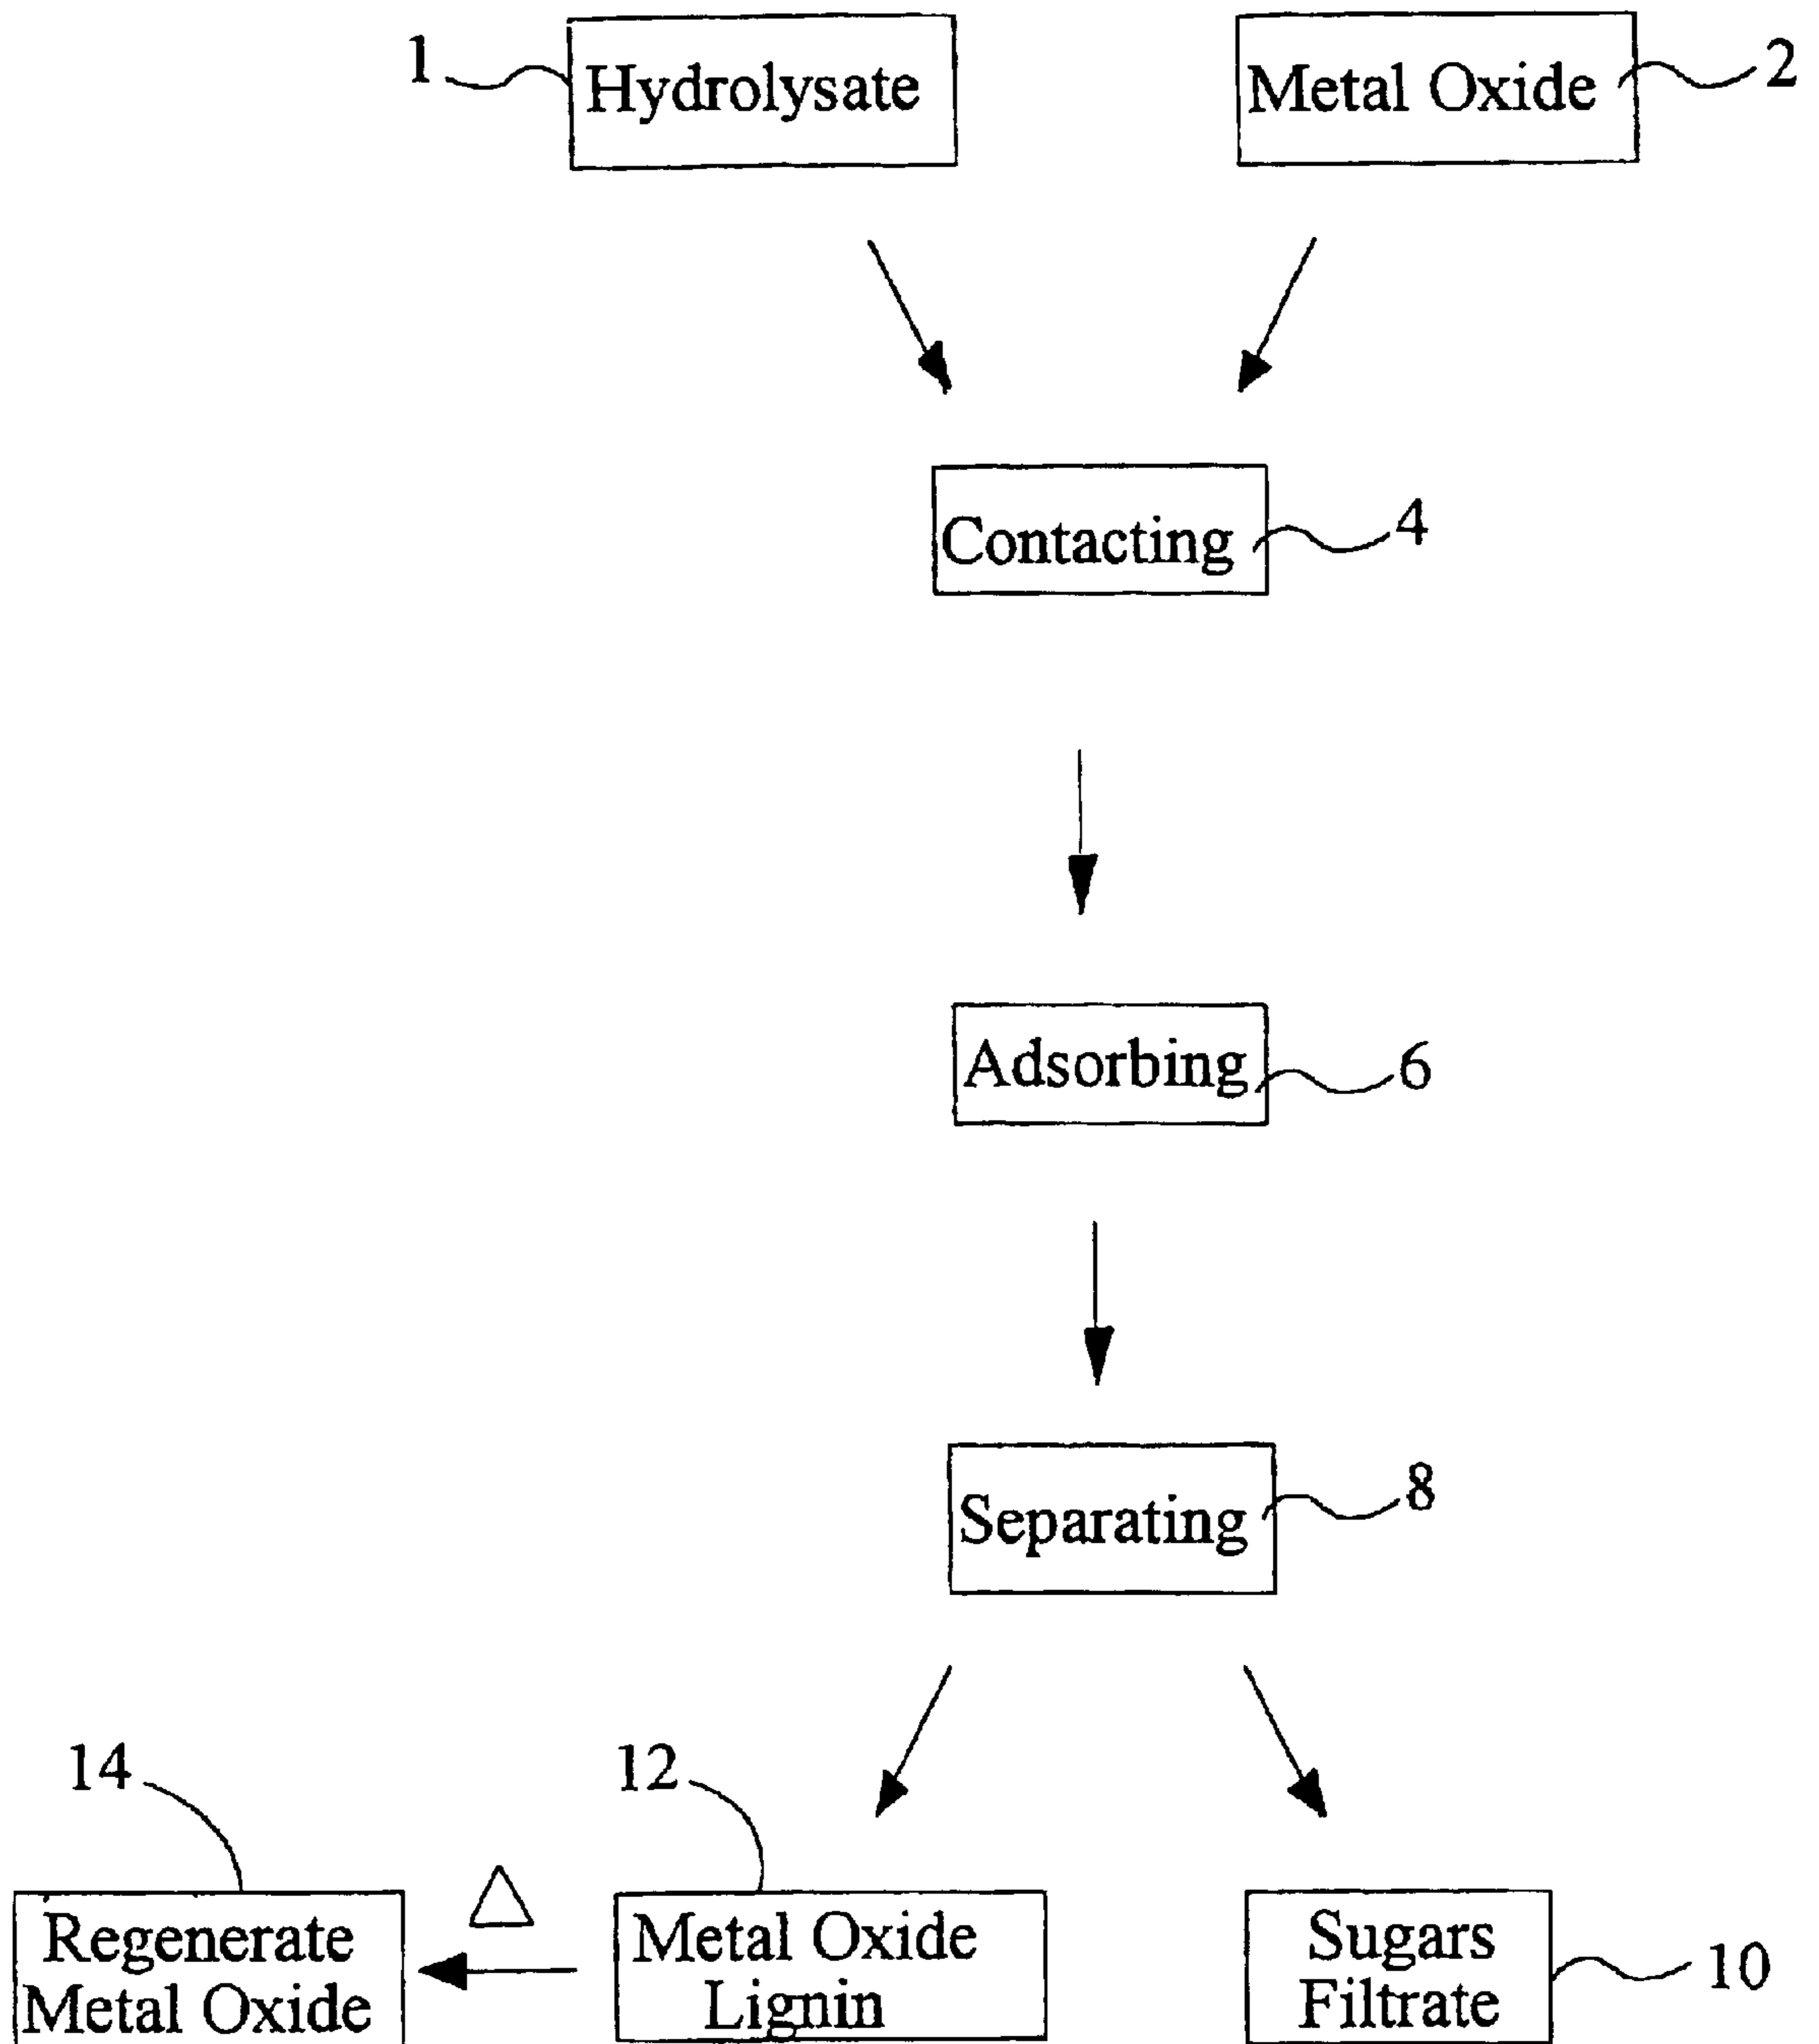 1
Hydrolysate
Metal Oxide
2
Contacting
4
Adsorbing
6
Separating
8
14
12
Δ
Regenerate
Metal Oxide
Metal Oxide
Lignin
Sugars
Filtrate
10